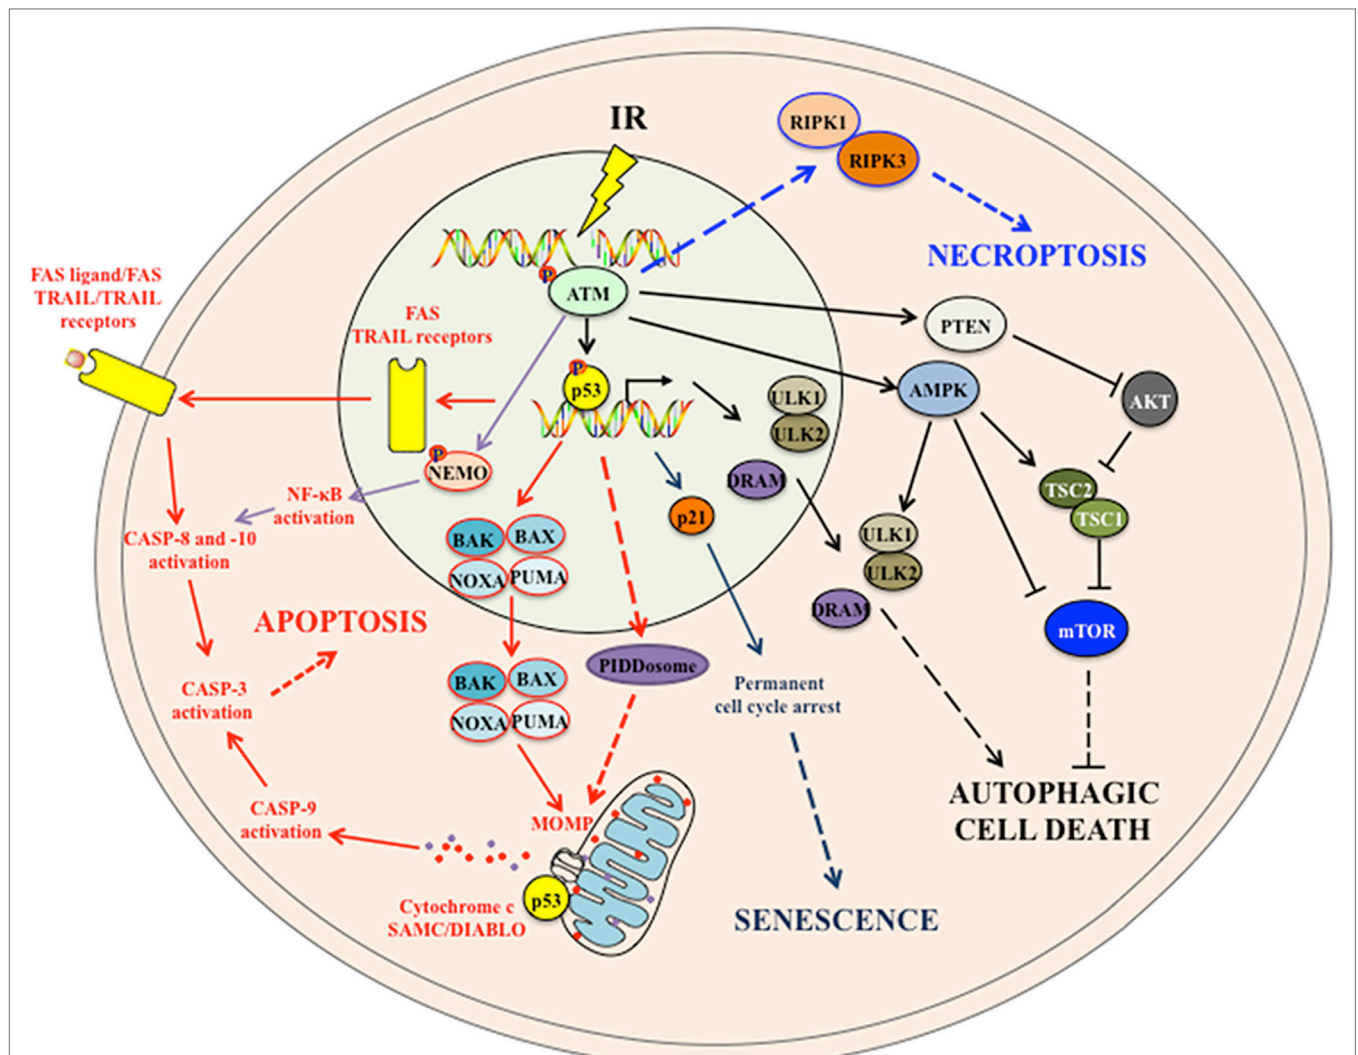 IR
RIPK1
RIPK3
NECROPTOSIS
FAS ligand/FAS
TRAIL/TRAIL
receptors
P
ATM
FAS
TRAIL receptors
PTEN
P
p53
AMPK
AKT
ULK1
ULK2
P
NEMO
DRAM
TSC2
TSC1
NF-κB
activation
p21
CASP-8 and -10
activation
BAK
BAX
NOXA
PUMA
ULK1
ULK2
DRAM
mTOR
APOPTOSIS
PIDDosome
CASP-3
activation
BAK
BAX
NOXA
PUMA
Permanent
cell cycle arrest
CASP-9
activation
MOMP
AUTOPHAGIC
CELL DEATH
p53
Cytochrome c
SAMC/DIABLO
SENESCENCE